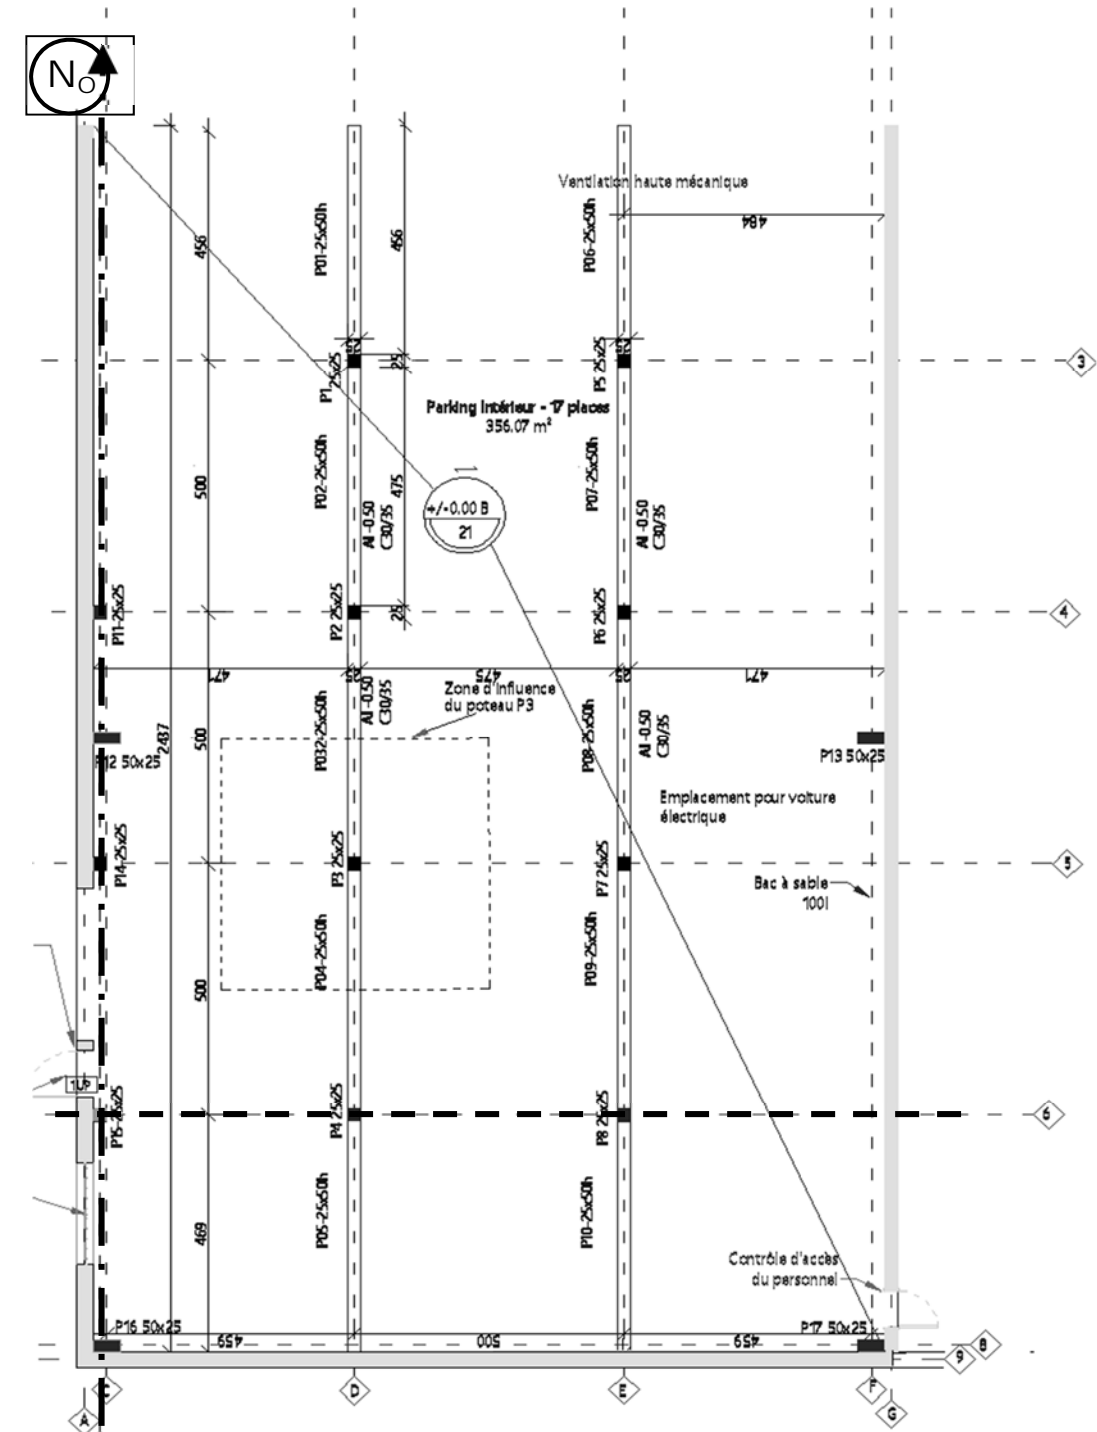 No
Ventilation haute mécanique
484
456
P01-25x50h
456
P06-25x50h
3
P1 25x25
25
P5 25x25
Parking Intérieur - 17 places
356.07 m²
500
P02-25x50h
475
P07-25x50h
+/-0.00 B
21
AI -0.50
C30/35
AI -0.50
C30/35
P11-25x25
P2 25x25
25
P6 25x25
4
471
25
475
25
471
Zone d'influence
du poteau P3
AI -0.50
C30/35
AI -0.50
C30/35
500
2437
P032-25x50h
P08-25x50h
P12 50x25
P13 50x25
Emplacement pour voiture
électrique
P14-25x25
P3 25x25
P7 25x25
5
Bac à sable
100l
500
P04-25x50h
P09-25x50h
1UP
P15-25x25
P4 25x25
P8 25x25
6
469
P05-25x50h
P10-25x50h
Contrôle d'accès
du personnel
P16 50x25
P17 50x25
459
500
459
8
9
C
D
E
F
A
G